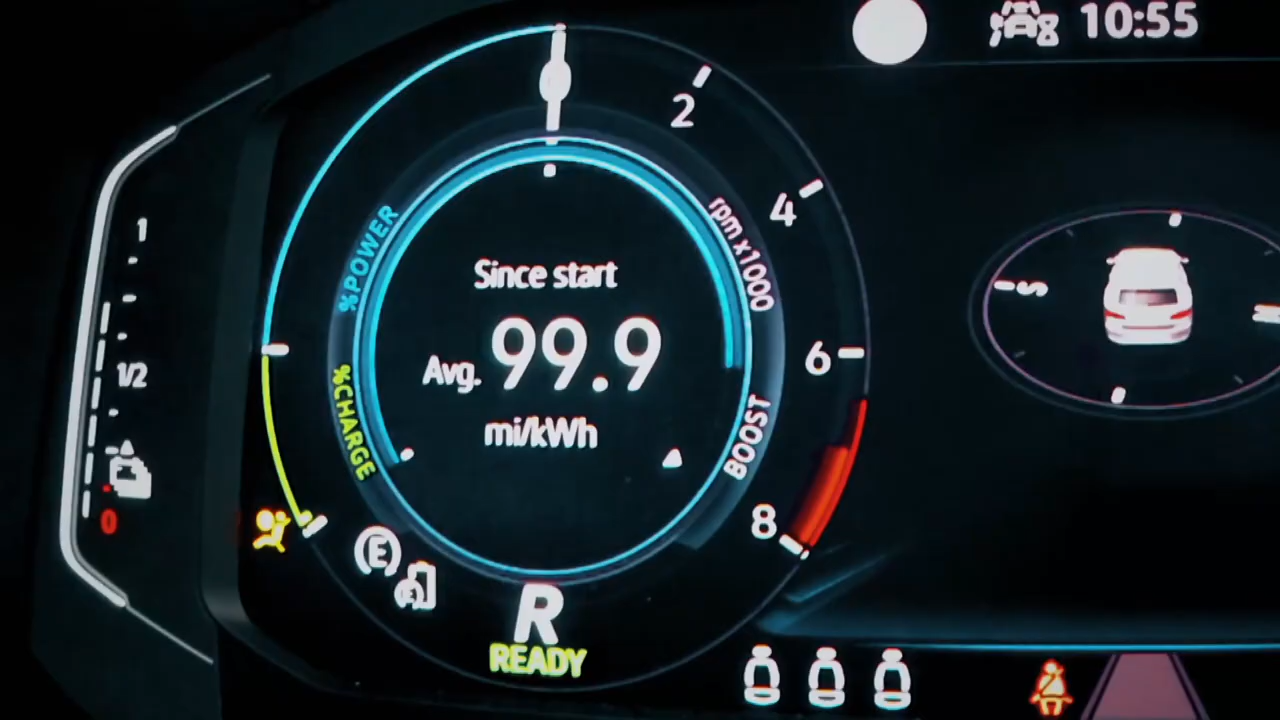 10:55
2
4
rpm x1000
6
BOOST
8
%POWER
%CHARGE
Since start
Avg. 99.9
mi/kWh
1
1/2
0
E
E
R
READY
S